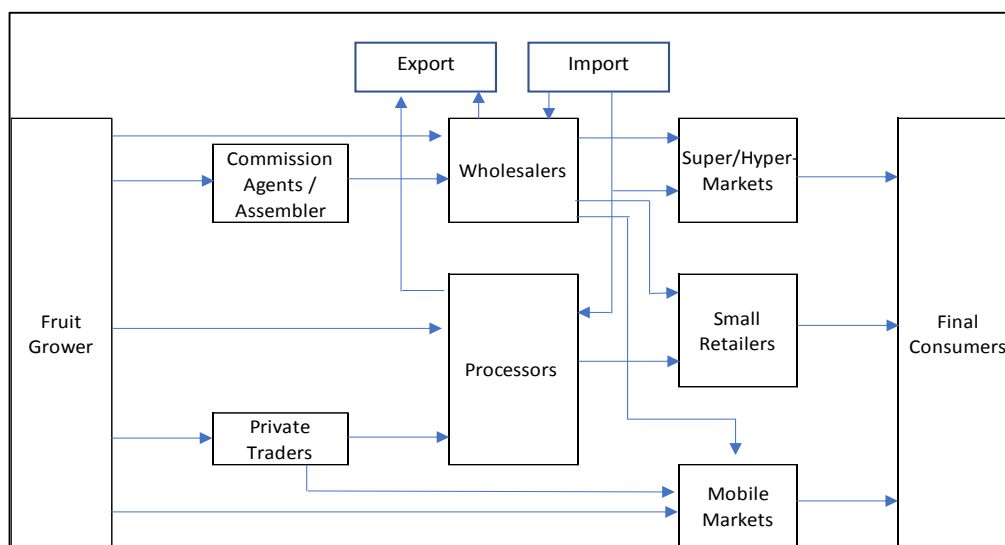 Export
Import
Commission
Agents /
Assembler
Wholesalers
Super/Hyper-
Markets
Fruit
Grower
Processors
Small
Retailers
Final
Consumers
Private
Traders
Mobile
Markets